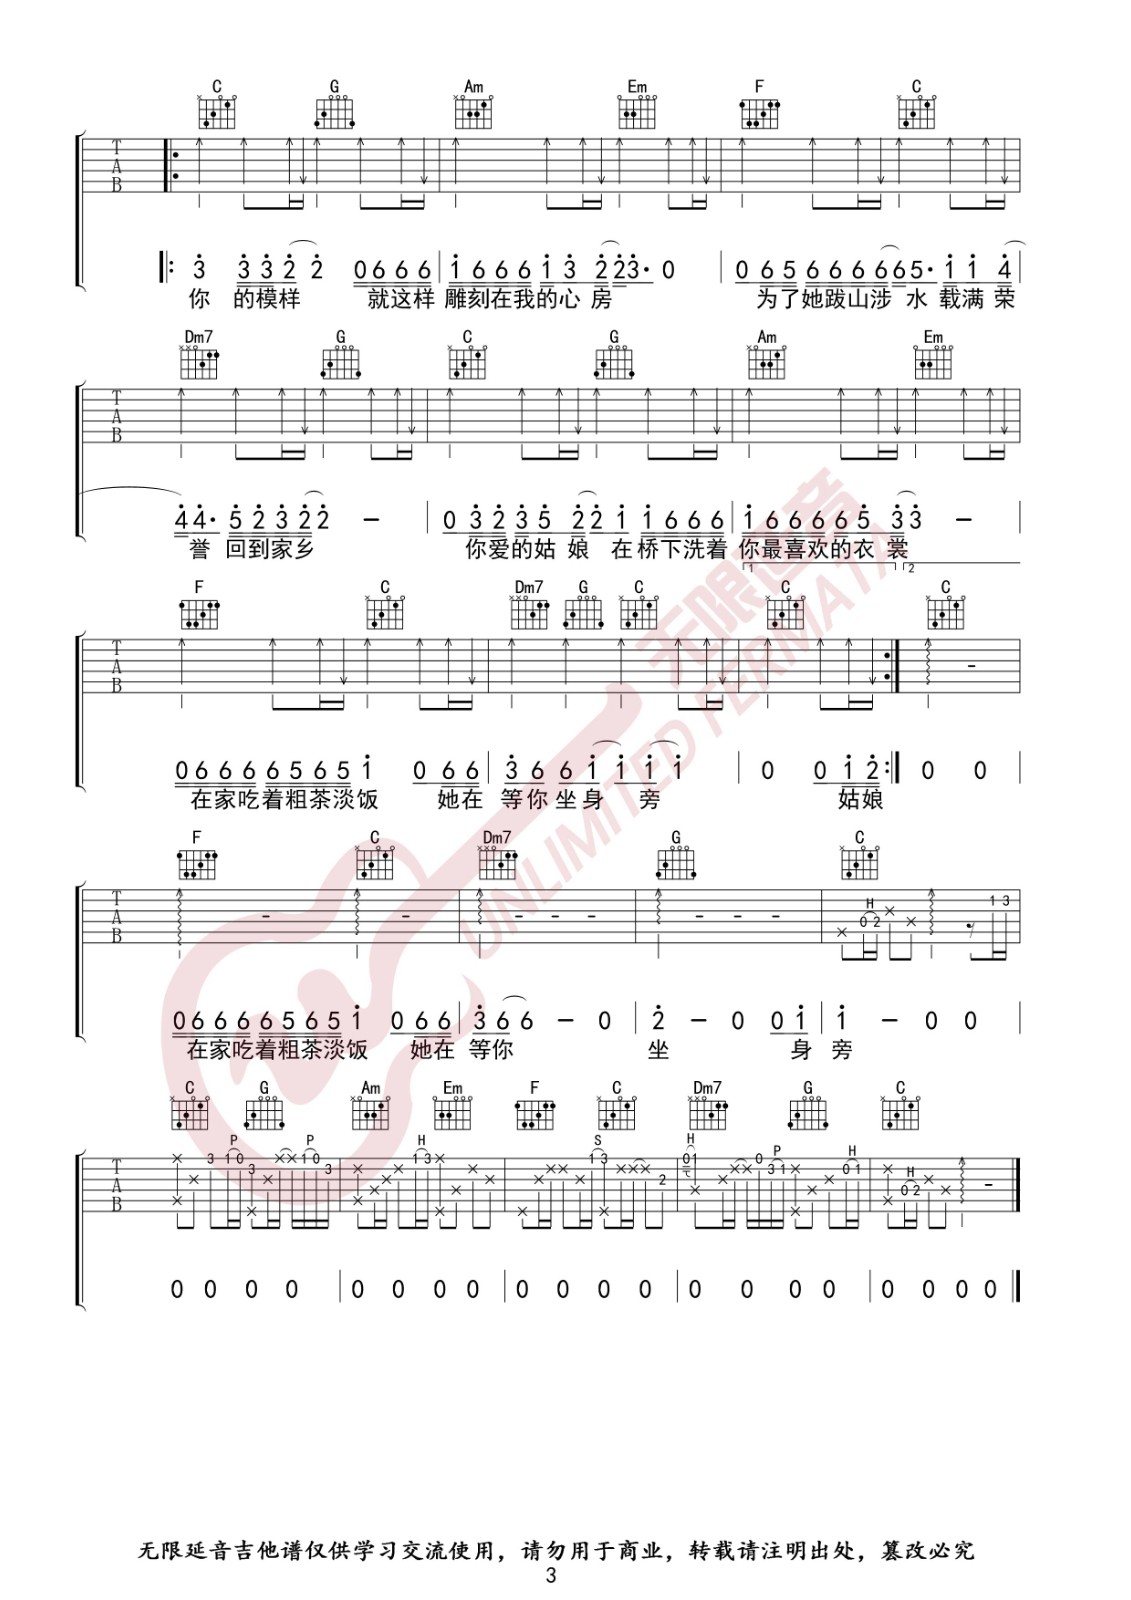 C G Am Em F C
T
A
B
3 3 3 2 2 0 6 6 6 1 6 6 6 1 3 2 2 3· 0 0 6 5 6 6 6 6 6 5· 1 1 4
你 的模样 就这样 雕刻在我的心 房 为了她跋山涉 水 载满 荣
Dm7 G C G Am Em
T
A
B
4 4· 5 2 3 2 2 - 0 3 2 3 5 2 2 1 1 6 6 6 1 6 6 6 6 5 3 3 -
誉 回到家乡 你爱的姑 娘 在桥下洗着 你最喜欢的衣 裳
1 2
F C Dm7 G C C C
T
A
B
0 6 6 6 6 5 6 5 1 0 6 6 3 6 6 1 1 1 1 0 0 1 2 0 0
在家吃着粗茶淡饭 她在 等你坐身 旁 姑娘
F C Dm7 G C
T
A
B
H
0 2
1 3
0 6 6 6 6 5 6 5 1 0 6 6 3 6 6 - 0 2 - 0 0 1 1 - 0 0
在家吃着粗茶淡饭 她在 等你 坐 身 旁
C G Am Em F C Dm7 G C
P P H S H P H H
T
A
B
3 1 0 3 1 0 3 1 3 1 3 2 0 1 0 3 1 0 1 0 2
0 0 0 0 0 0 0 0 0 0 0 0 0 0 0 0 0 0 0 0
无限延音
UNLIMITED FERMATA
无限延音吉他谱仅供学习交流使用，请勿用于商业，转载请注明出处，篡改必究
3